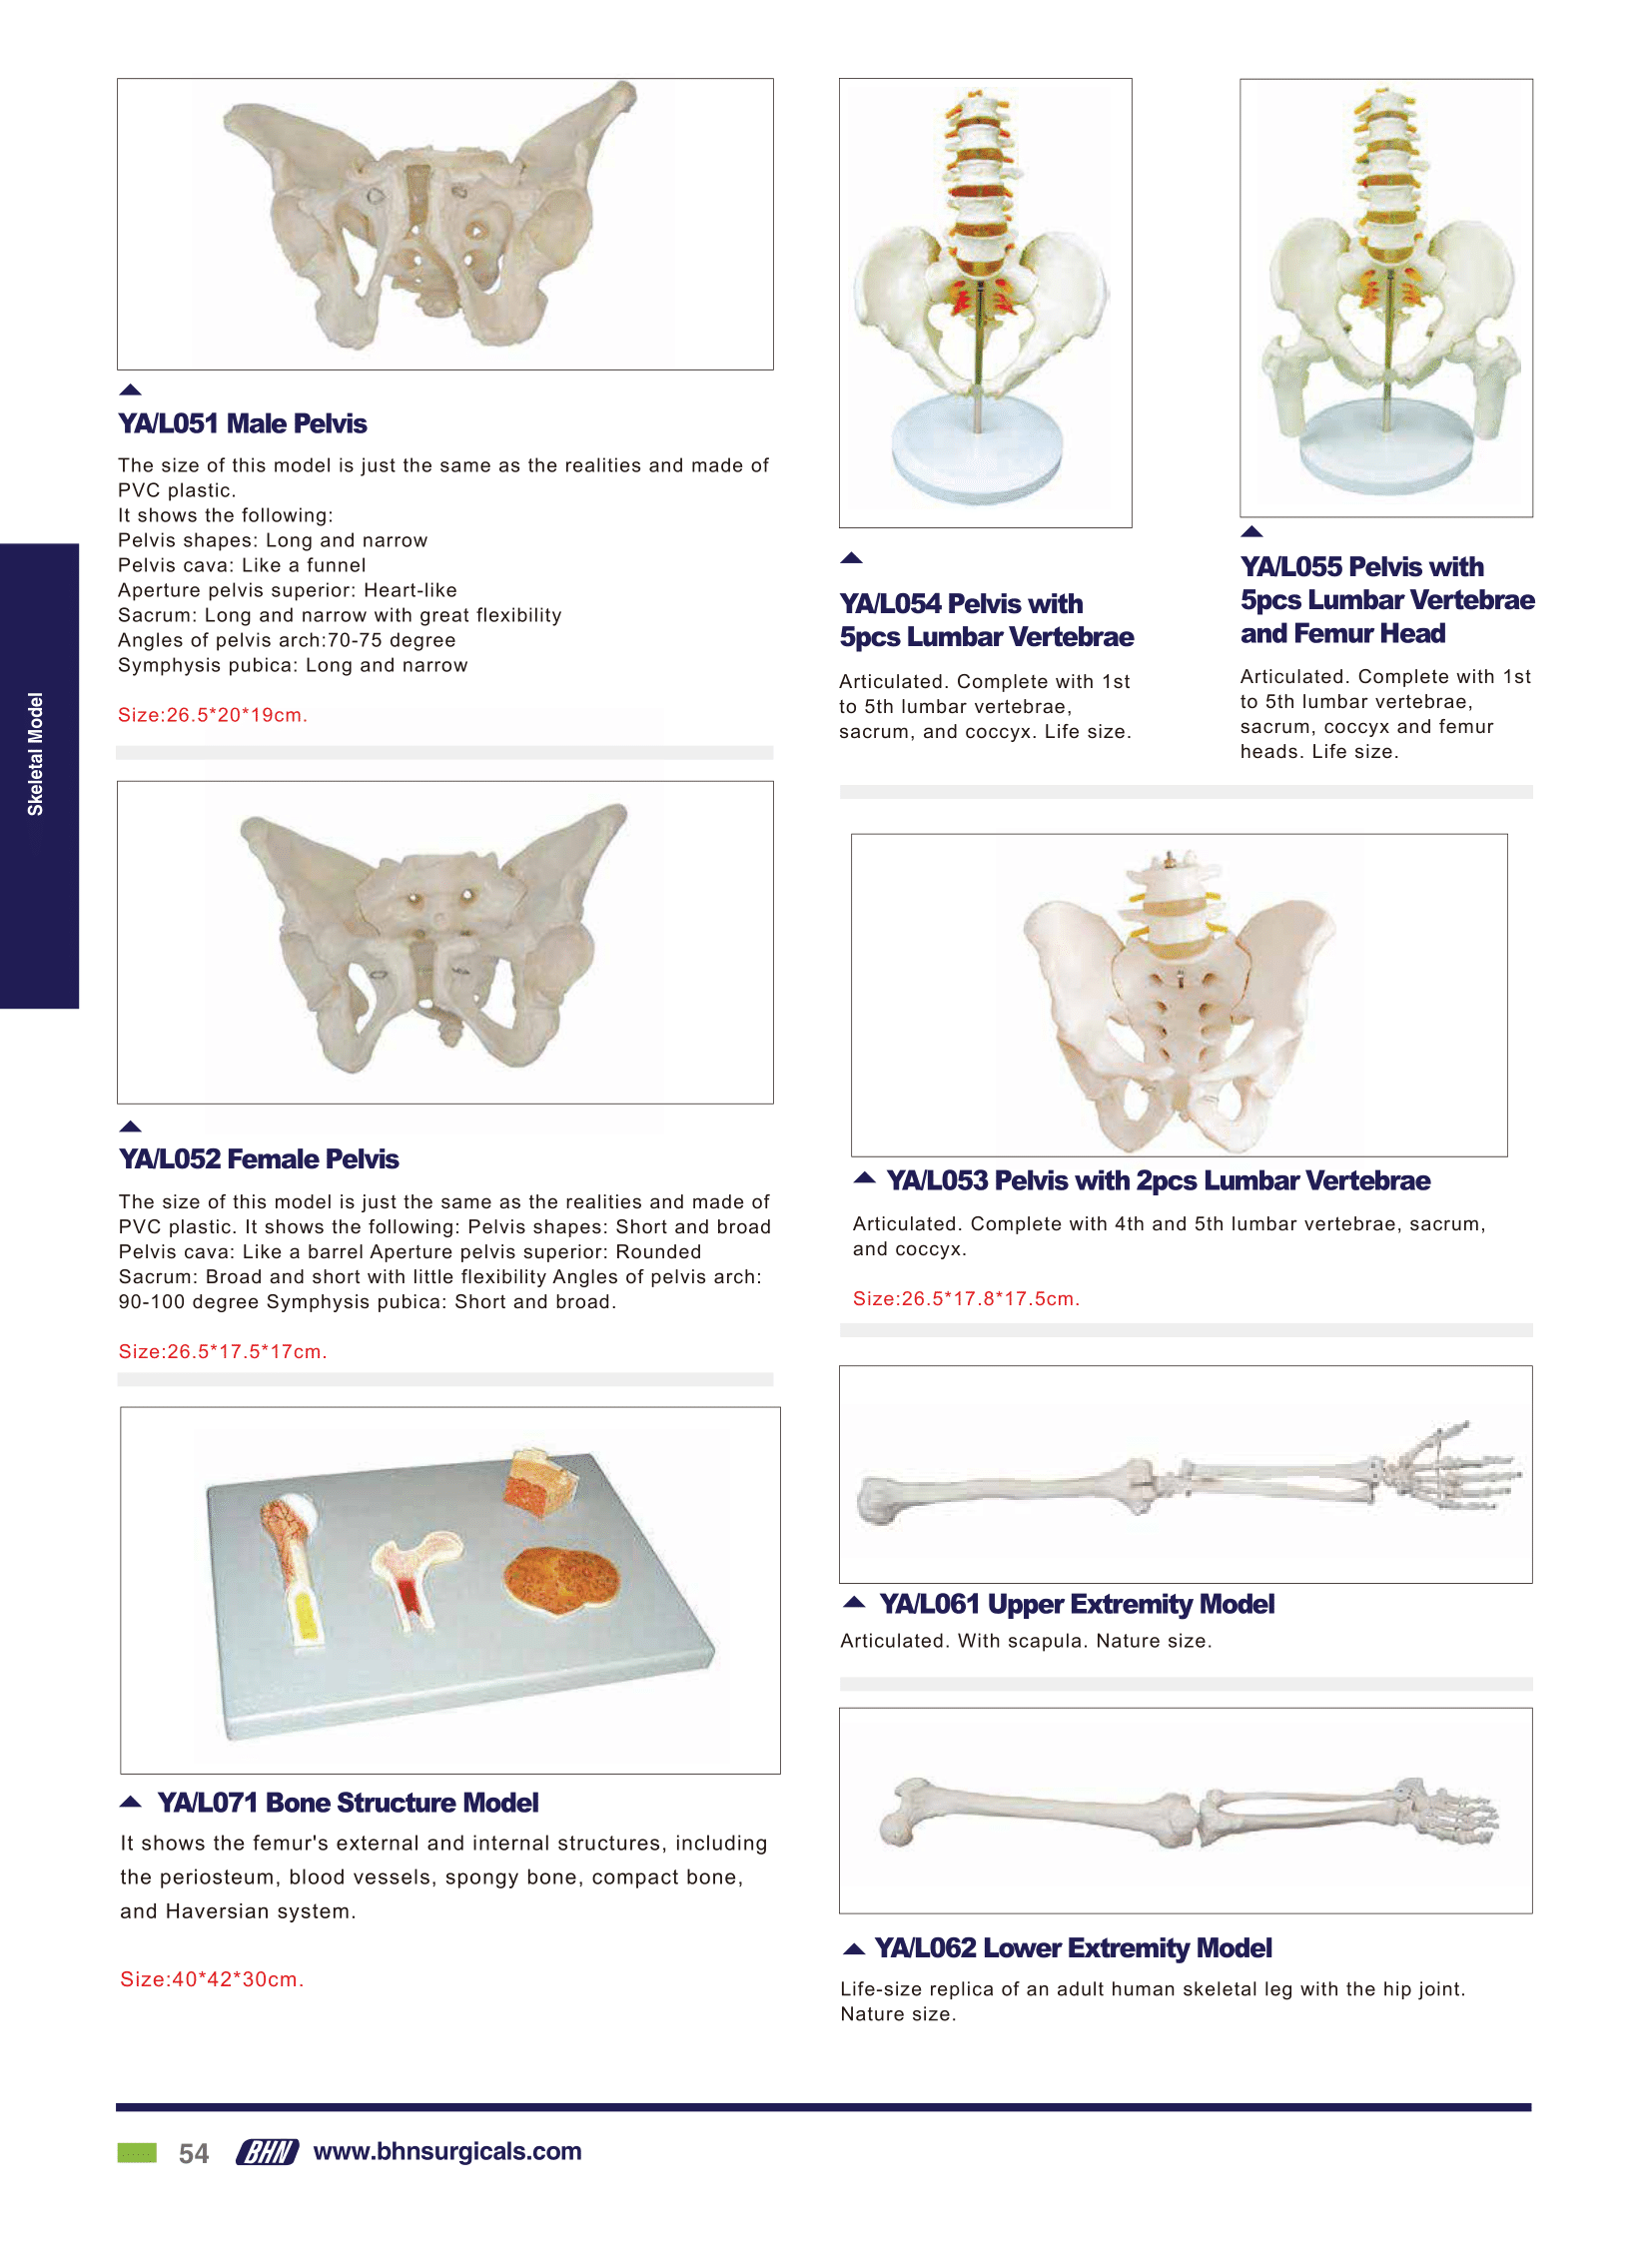 YA/L051 Male Pelvis
The size of this model is just the same as the realities and made of
PVC plastic.
It shows the following:
Pelvis shapes: Long and narrow
Pelvis cava: Like a funnel
Aperture pelvis superior: Heart-like
Sacrum: Long and narrow with great flexibility
Angles of pelvis arch:70-75 degree
Symphysis pubica: Long and narrow
Size:26.5*20*19cm.
Skeletal Model
YA/L052 Female Pelvis
The size of this model is just the same as the realities and made of
PVC plastic. It shows the following: Pelvis shapes: Short and broad
Pelvis cava: Like a barrel Aperture pelvis superior: Rounded
Sacrum: Broad and short with little flexibility Angles of pelvis arch:
90-100 degree Symphysis pubica: Short and broad.
Size:26.5*17.5*17cm.
YA/L071 Bone Structure Model
It shows the femur's external and internal structures, including
the periosteum, blood vessels, spongy bone, compact bone,
and Haversian system.
Size:40*42*30cm.
YA/L054 Pelvis with
5pcs Lumbar Vertebrae
Articulated. Complete with 1st
to 5th lumbar vertebrae,
sacrum, and coccyx. Life size.
YA/L055 Pelvis with
5pcs Lumbar Vertebrae
and Femur Head
Articulated. Complete with 1st
to 5th lumbar vertebrae,
sacrum, coccyx and femur
heads. Life size.
YA/L053 Pelvis with 2pcs Lumbar Vertebrae
Articulated. Complete with 4th and 5th lumbar vertebrae, sacrum,
and coccyx.
Size:26.5*17.8*17.5cm.
YA/L061 Upper Extremity Model
Articulated. With scapula. Nature size.
YA/L062 Lower Extremity Model
Life-size replica of an adult human skeletal leg with the hip joint.
Nature size.
54 BHN www.bhnsurgicals.com